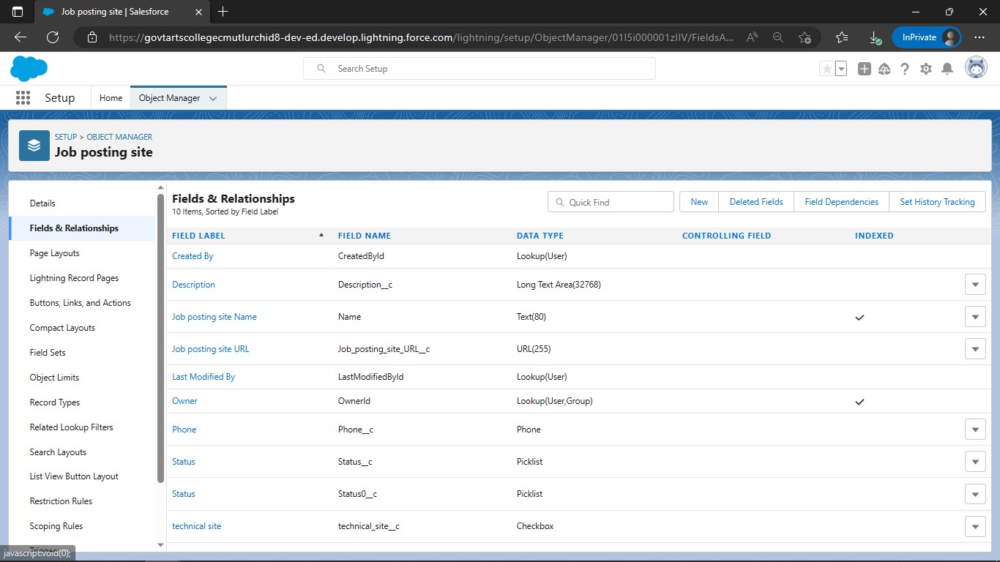 Job posting site | Salesforce
https://govtartscollegecmutlurchid8-dev-ed.develop.lightning.force.com/lightning/setup/ObjectManager/01I5i000001zIIV/FieldsA...
InPrivate
Search Setup
Setup
Home
Object Manager
SETUP > OBJECT MANAGER
Job posting site
Details
Fields & Relationships
Page Layouts
Lightning Record Pages
Buttons, Links, and Actions
Compact Layouts
Field Sets
Object Limits
Record Types
Related Lookup Filters
Search Layouts
List View Button Layout
Restriction Rules
Scoping Rules
Triggers
javascript:void(0);
Fields & Relationships
10 Items, Sorted by Field Label
Quick Find
New
Deleted Fields
Field Dependencies
Set History Tracking
FIELD LABEL FIELD NAME DATA TYPE CONTROLLING FIELD INDEXED
Created By CreatedById Lookup(User)
Description Description__c Long Text Area(32768)
Job posting site Name Name Text(80)
Job posting site URL Job_posting_site_URL__c URL(255)
Last Modified By LastModifiedById Lookup(User)
Owner OwnerId Lookup(User,Group)
Phone Phone__c Phone
Status Status__c Picklist
Status Status0__c Picklist
technical site technical_site__c Checkbox